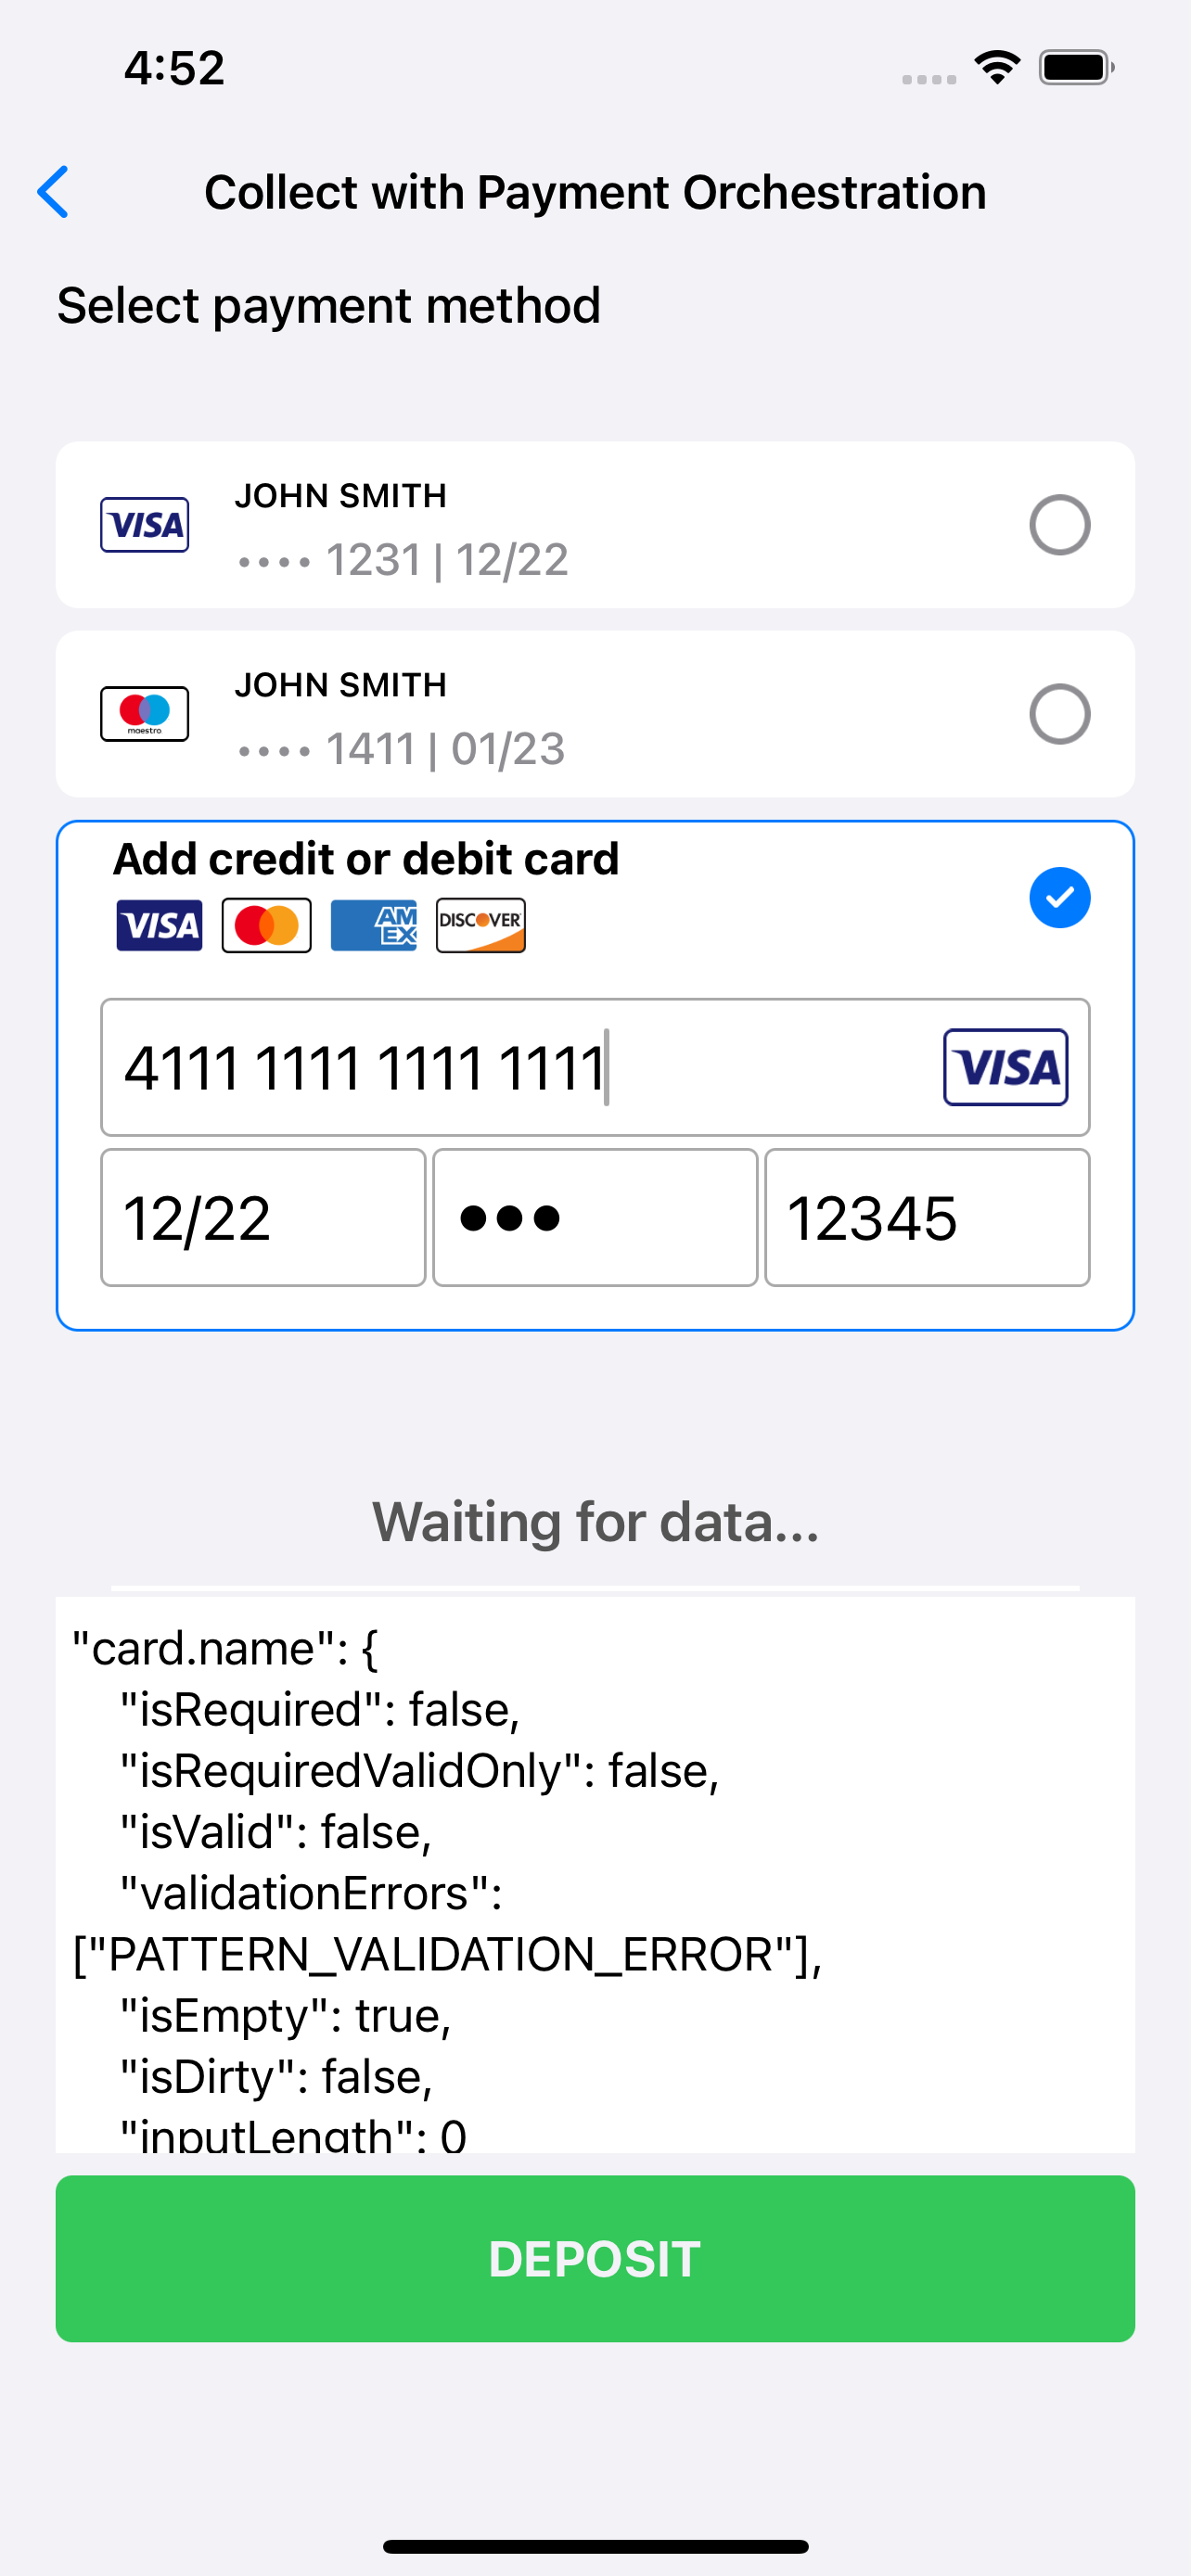 4:52
Collect with Payment Orchestration
Select payment method
VISA
JOHN SMITH
•••• 1231 | 12/22
maestro
JOHN SMITH
•••• 1411 | 01/23
Add credit or debit card
VISA AMEX DISCOVER
4111 1111 1111 1111 VISA
12/22 ••• 12345
Waiting for data...
"card.name": {
"isRequired": false,
"isRequiredValidOnly": false,
"isValid": false,
"validationErrors":
["PATTERN_VALIDATION_ERROR"],
"isEmpty": true,
"isDirty": false,
"inputLength": 0
DEPOSIT